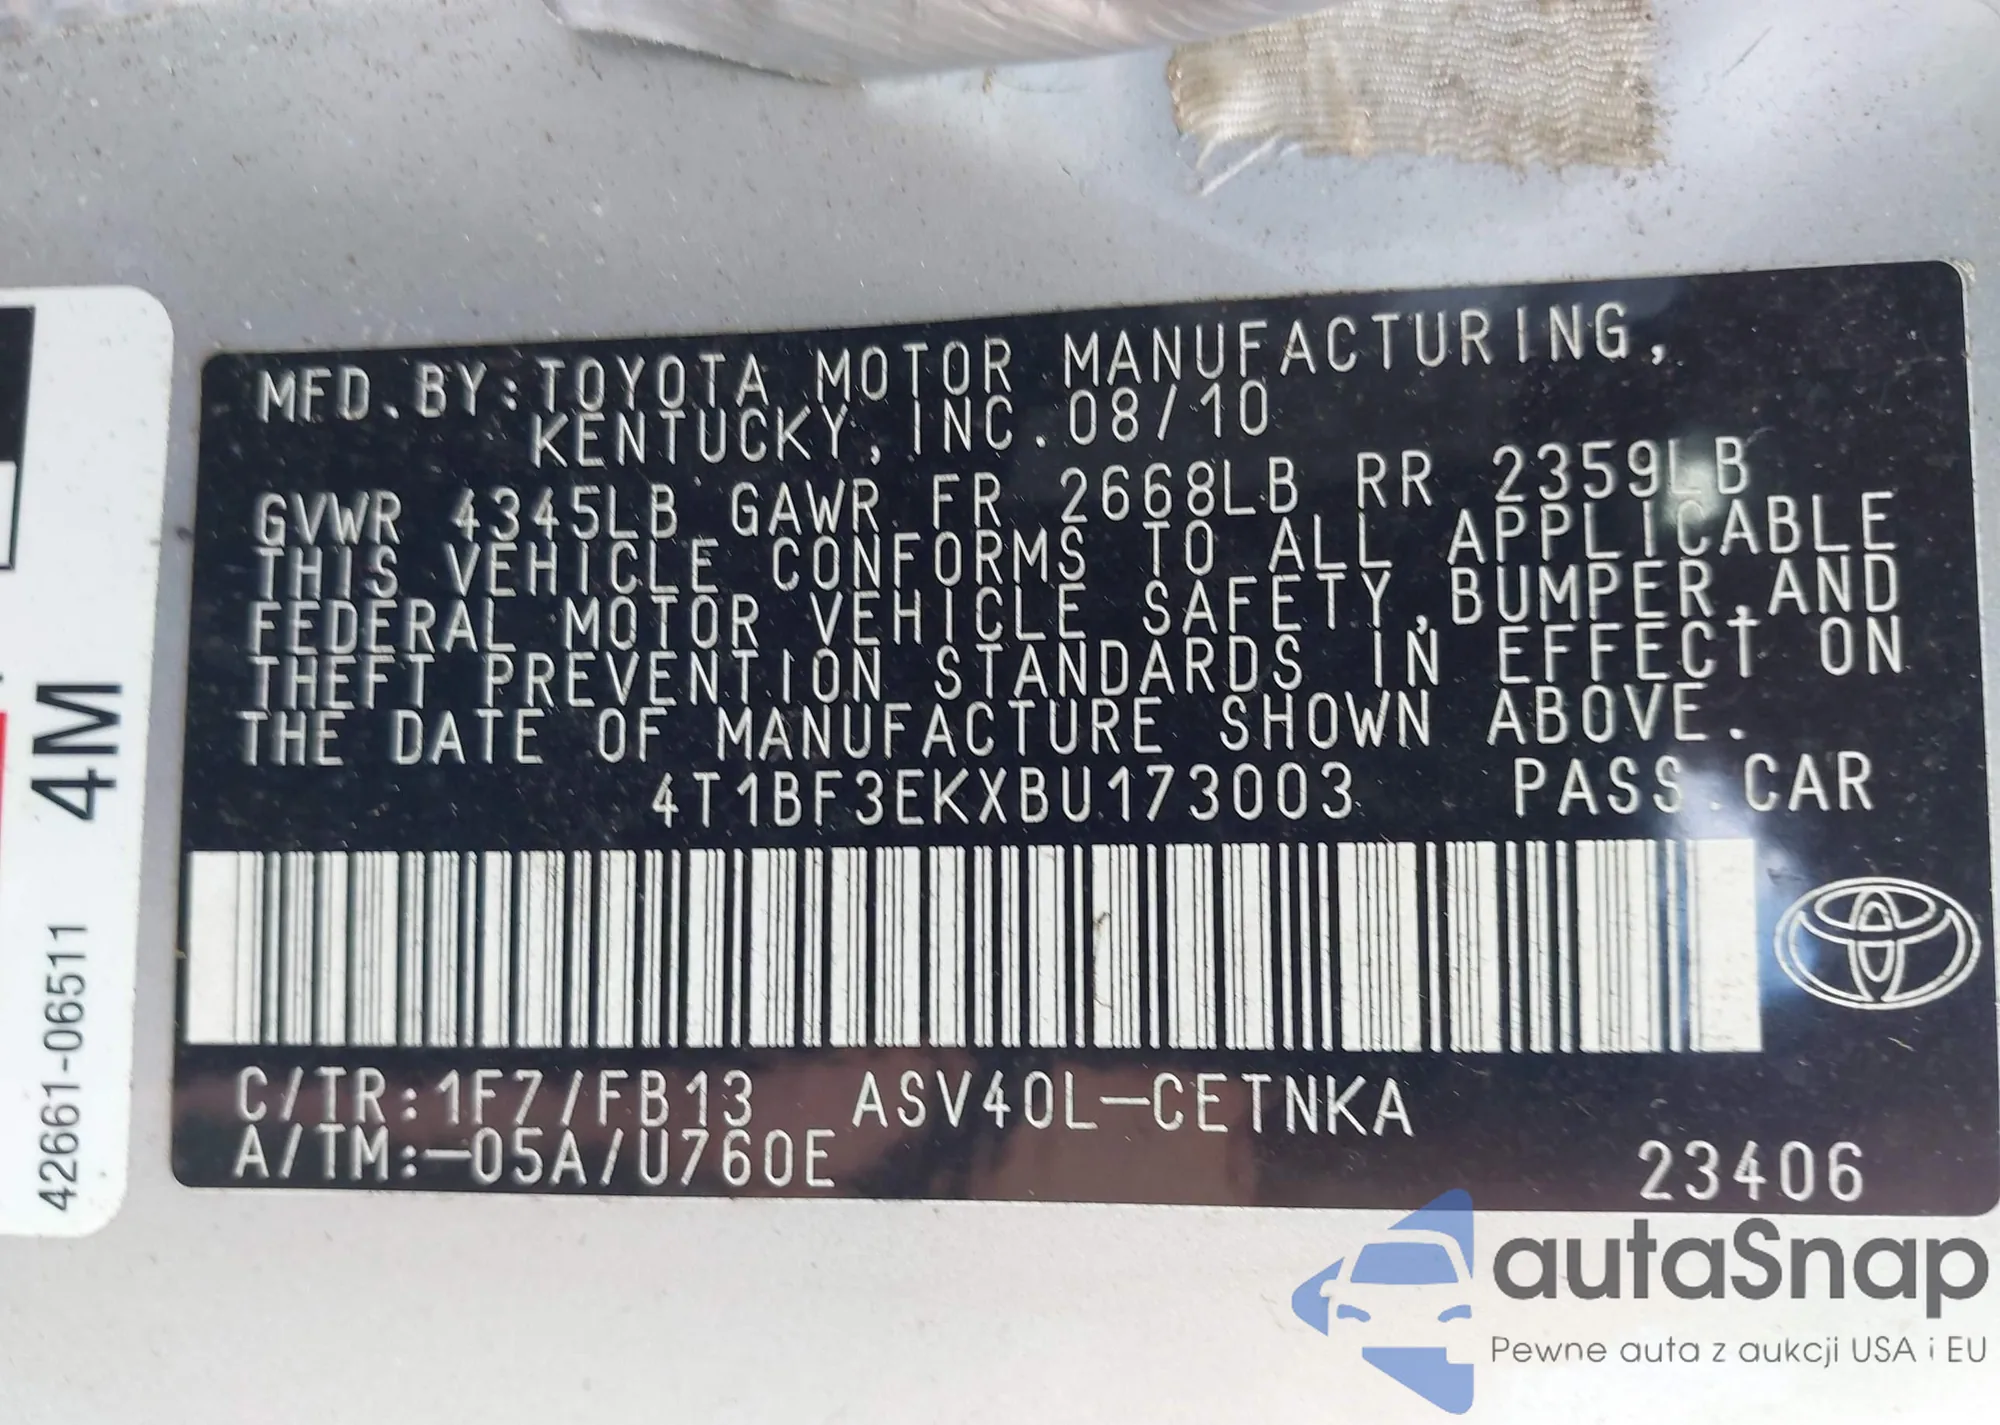 MFD.BY:TOYOTA MOTOR MANUFACTURING,
KENTUCKY,INC.08/10
GVWR 4345LB GAWR FR 2668LB RR 2359LB
THIS VEHICLE CONFORMS TO ALL APPLICABLE
FEDERAL MOTOR VEHICLE SAFETY,BUMPER,AND
THEFT PREVENTION STANDARDS IN EFFECT ON
THE DATE OF MANUFACTURE SHOWN ABOVE.
4T1BF3EKXBU173003 PASS.CAR
C/TR:1F7/FB13 ASV40L-CETNKA
A/TM:-05A/U760E
23406
4M
42661-06511
autoSnap
Pewne auta z aukcji USA i EU